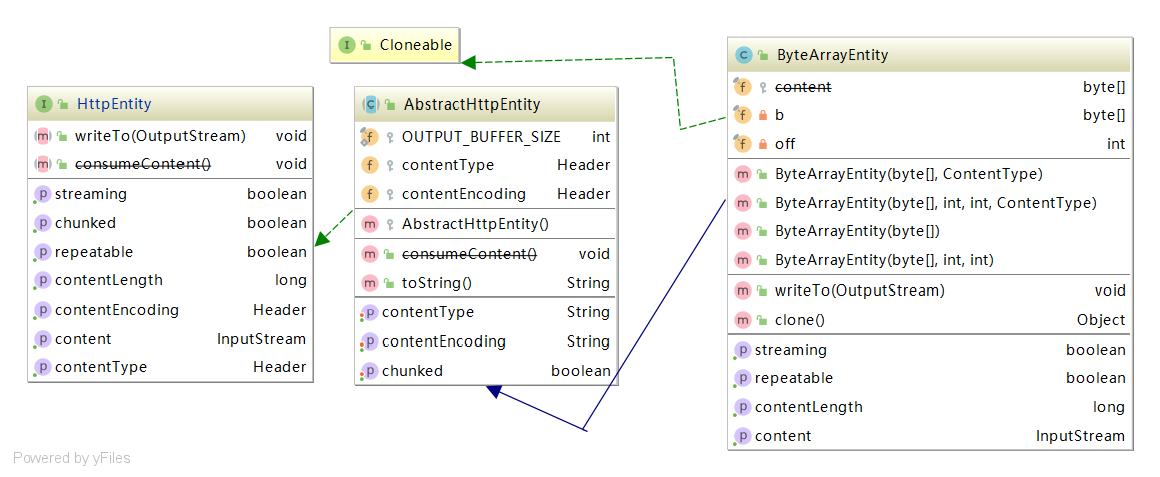 Cloneable
HttpEntity
writeTo(OutputStream) void
consumeContent() void
streaming boolean
chunked boolean
repeatable boolean
contentLength long
contentEncoding Header
content InputStream
contentType Header
AbstractHttpEntity
OUTPUT_BUFFER_SIZE int
contentType Header
contentEncoding Header
AbstractHttpEntity()
consumeContent() void
toString() String
contentType String
contentEncoding String
chunked boolean
ByteArrayEntity
content byte[]
b byte[]
off int
ByteArrayEntity(byte[], ContentType)
ByteArrayEntity(byte[], int, int, ContentType)
ByteArrayEntity(byte[])
ByteArrayEntity(byte[], int, int)
writeTo(OutputStream) void
clone() Object
streaming boolean
repeatable boolean
contentLength long
content InputStream
Powered by yFiles